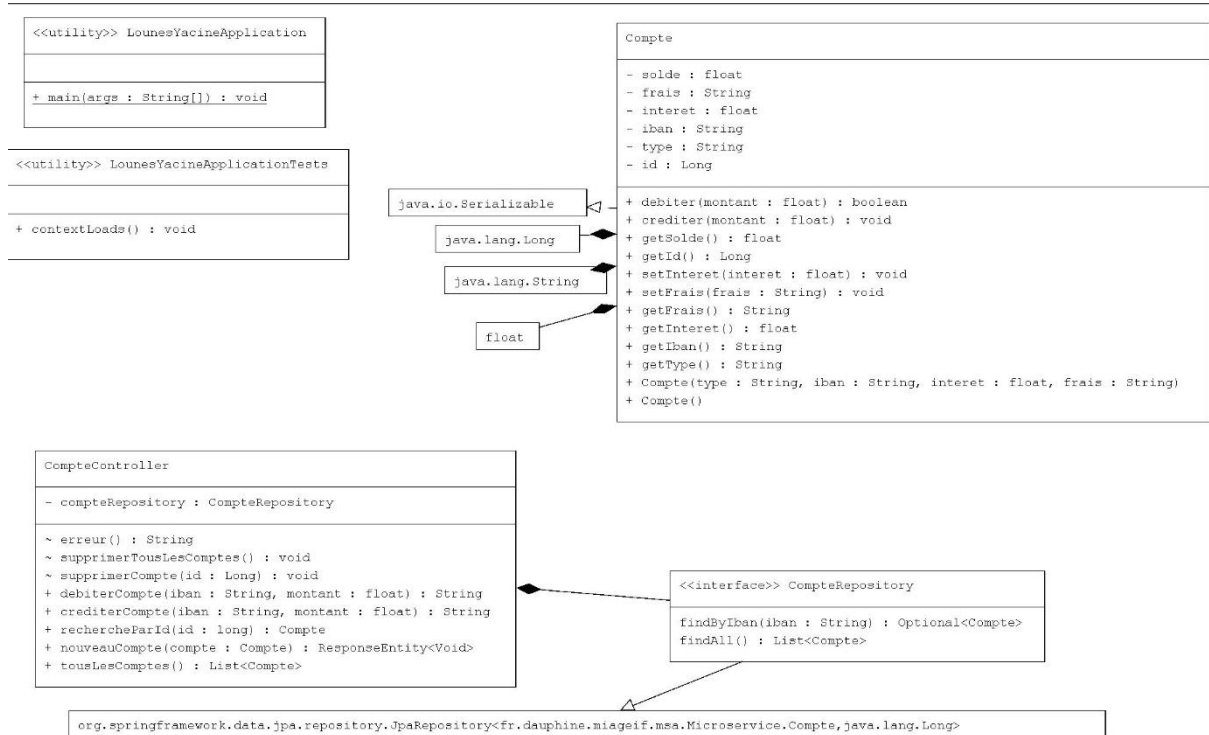 <<utility>> LounesYacineApplication
+ main(args : String[]) : void
<<utility>> LounesYacineApplicationTests
+ contextLoads() : void
Compte
- solde : float
- frais : String
- interet : float
- iban : String
- type : String
- id : Long
+ debiter(montant : float) : boolean
+ crediter(montant : float) : void
+ getSolde() : float
+ getId() : Long
+ setInteret(interet : float) : void
+ setFrais(frais : String) : void
+ getFrais() : String
+ getInteret() : float
+ getIban() : String
+ getType() : String
+ Compte(type : String, iban : String, interet : float, frais : String)
+ Compte()
java.io.Serializable
java.lang.Long
java.lang.String
float
CompteController
- compteRepository : CompteRepository
~ erreur() : String
~ supprimerTousLesComptes() : void
~ supprimerCompte(id : Long) : void
+ debiterCompte(iban : String, montant : float) : String
+ crediterCompte(iban : String, montant : float) : String
+ rechercheParId(id : long) : Compte
+ nouveauCompte(compte : Compte) : ResponseEntity<Void>
+ tousLesComptes() : List<Compte>
<<interface>> CompteRepository
findByIban(iban : String) : Optional<Compte>
findAll() : List<Compte>
org.springframework.data.jpa.repository.JpaRepository<fr.dauphine.miageif.msa.Microservice.Compte,java.lang.Long>